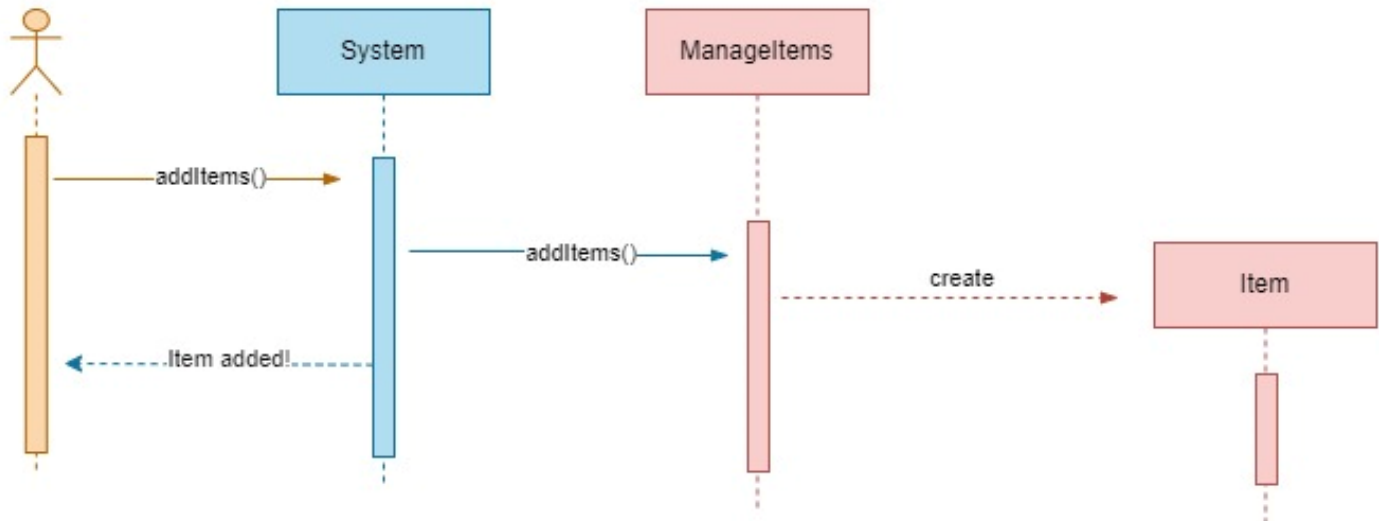 System
ManageItems
addItems()
addItems()
Item
create
Item added!